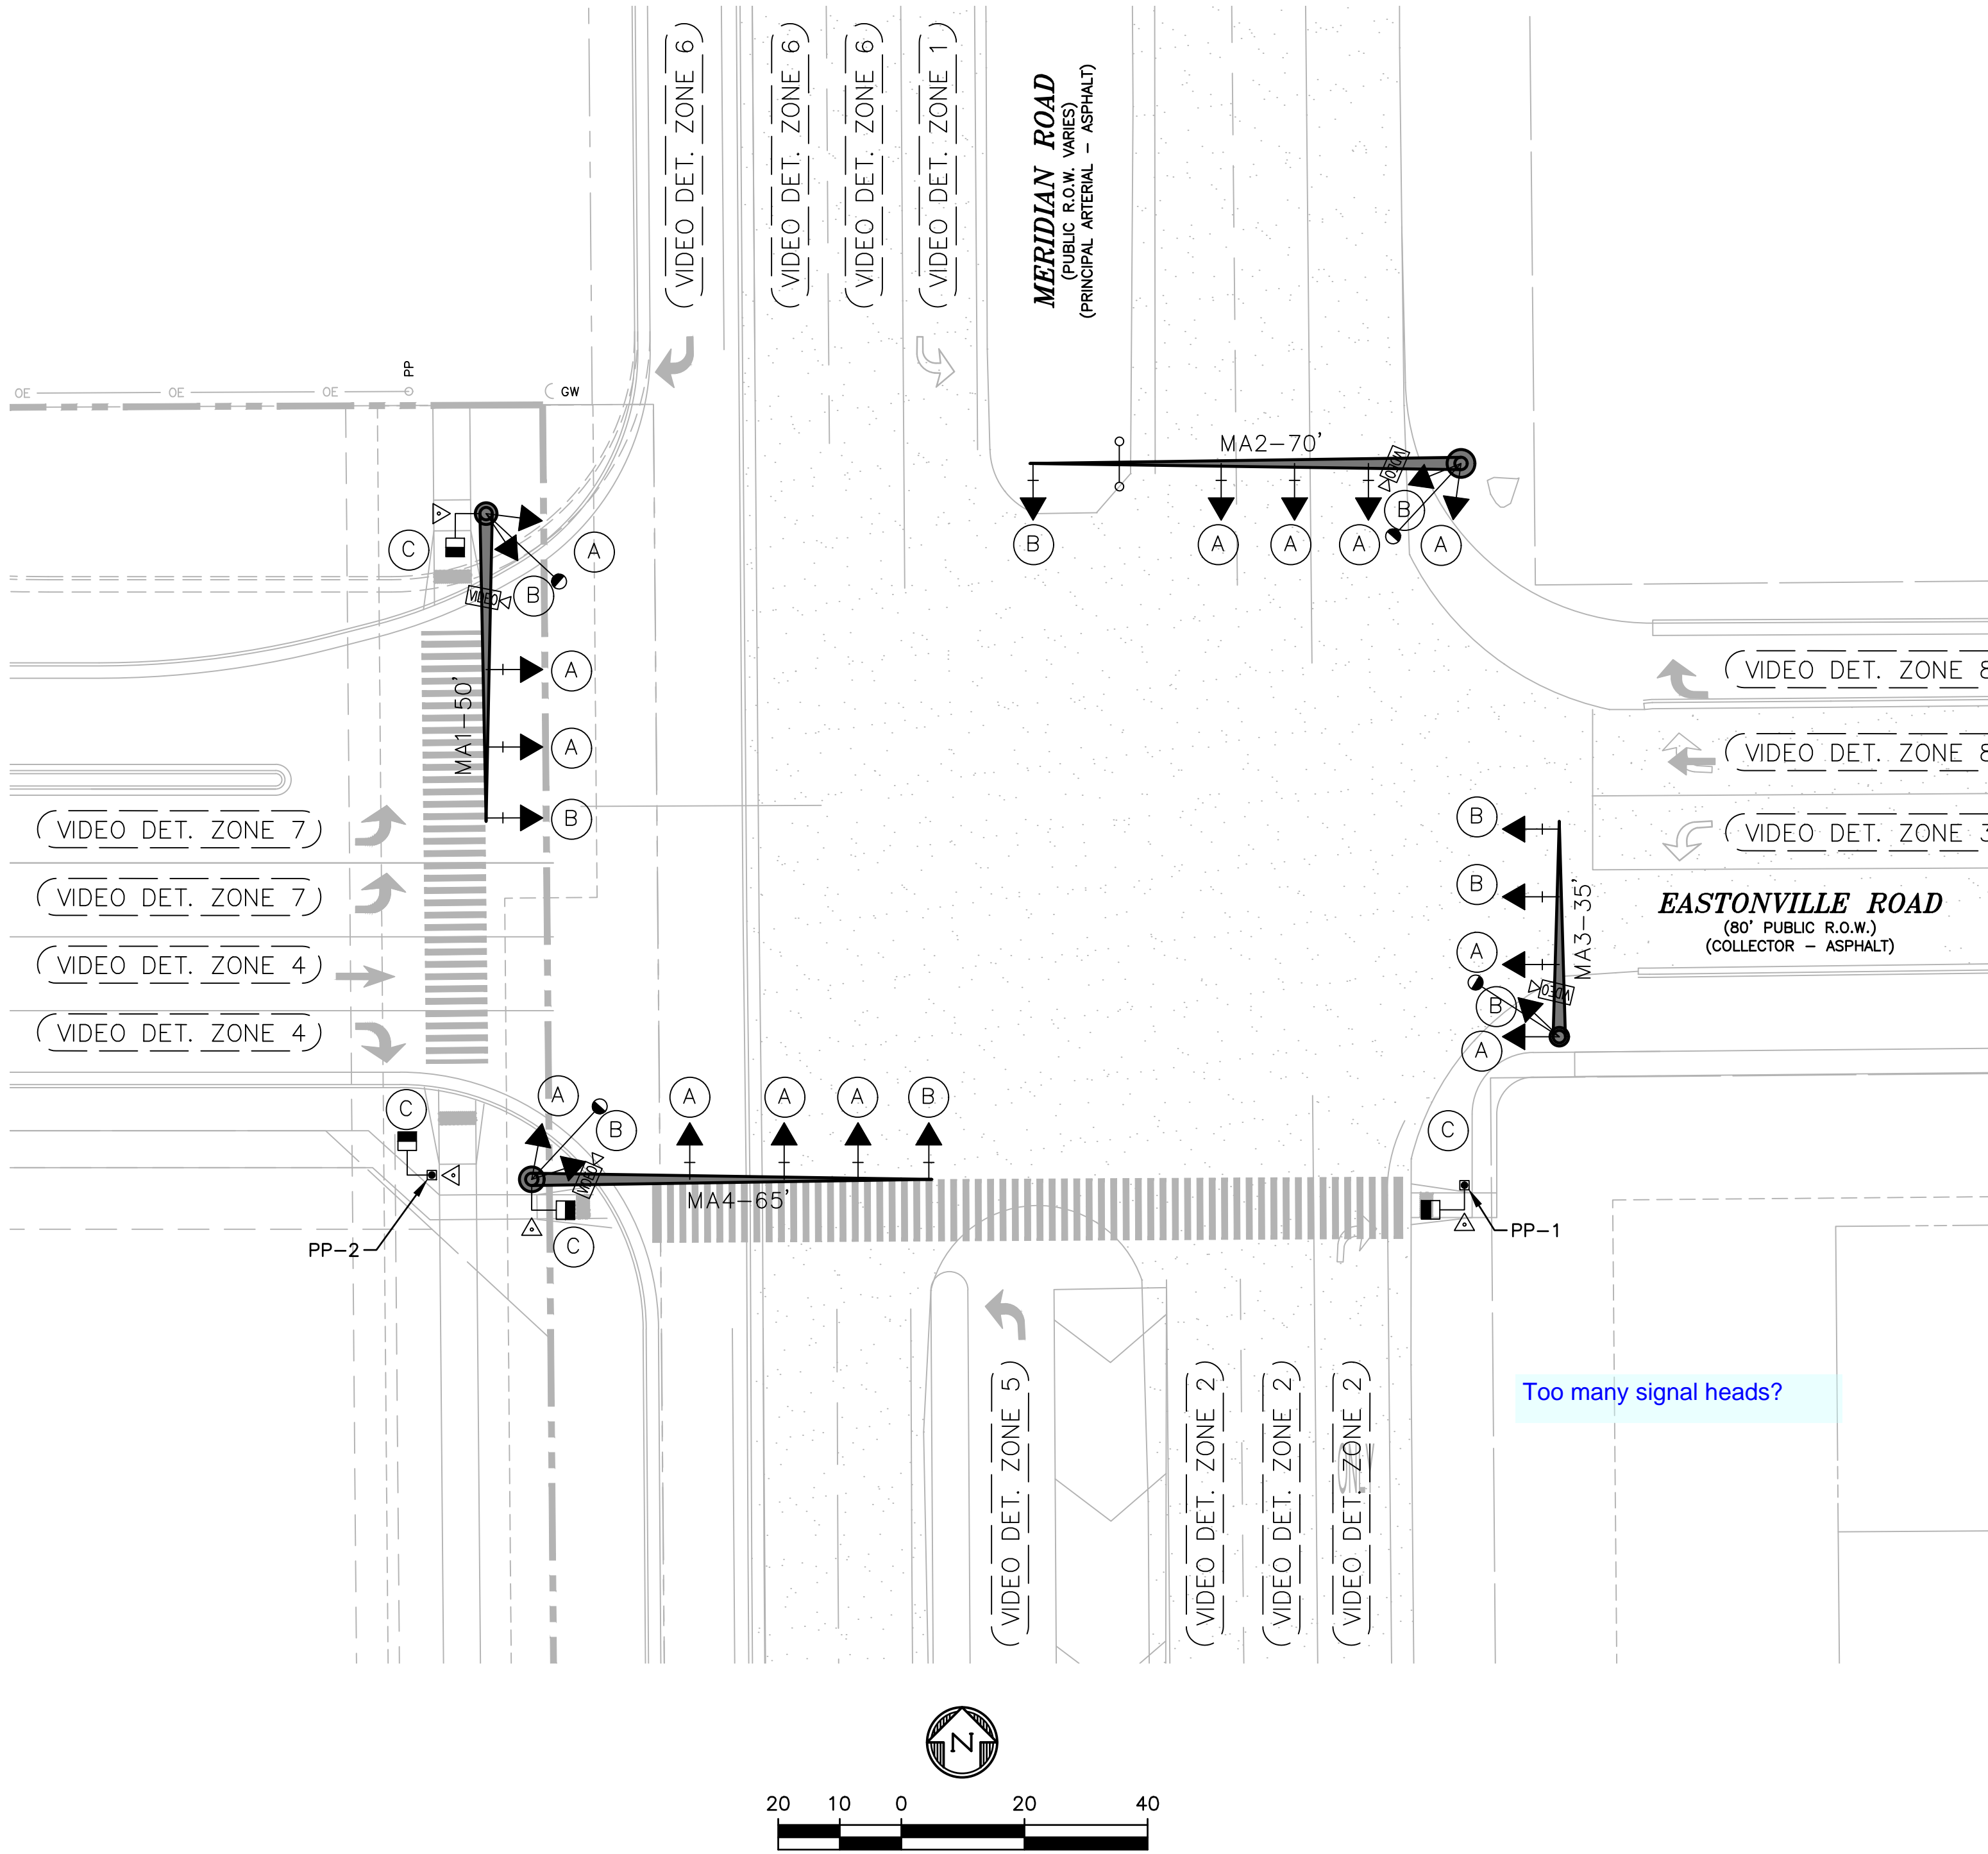 VIDEO DET. ZONE 6
VIDEO DET. ZONE 6
VIDEO DET. ZONE 6
VIDEO DET. ZONE 1
MERIDIAN ROAD
(PUBLIC R.O.W. VARIES)
(PRINCIPAL ARTERIAL – ASPHALT)
OE
OE
OE
PP
GW
MA2–70'
VIDEO
B
B
A
A
A
A
C
A
VIDEO
B
MA1–50'
A
A
B
VIDEO DET. ZONE 8
VIDEO DET. ZONE 8
VIDEO DET. ZONE 3
VIDEO DET. ZONE 7
VIDEO DET. ZONE 7
VIDEO DET. ZONE 4
VIDEO DET. ZONE 4
B
B
A
MA3–35'
VIDEO
B
A
EASTONVILLE ROAD
(80' PUBLIC R.O.W.)
(COLLECTOR – ASPHALT)
C
A
B
A
A
A
B
C
VIDEO
MA4–65'
C
PP–2
PP–1
VIDEO DET. ZONE 5
VIDEO DET. ZONE 2
VIDEO DET. ZONE 2
VIDEO DET. ZONE 2
Too many signal heads?
N
20 10 0 20 40